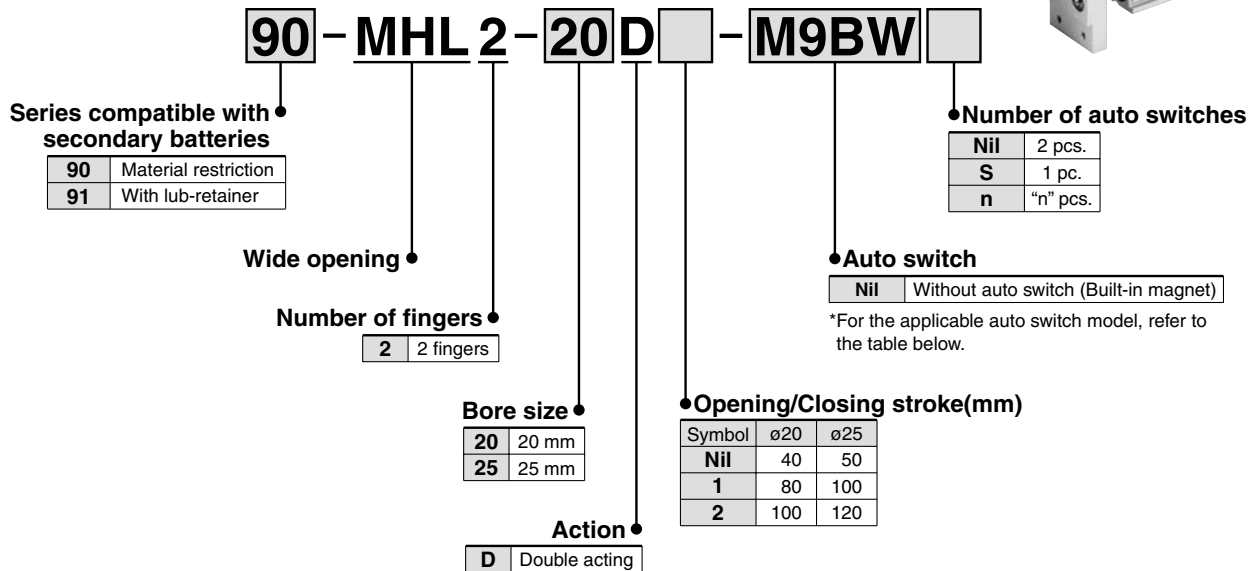 90 - MHL 2 - 20 D - M9BW
Series compatible with
secondary batteries
90 Material restriction
91 With lub-retainer
Number of auto switches
Nil 2 pcs.
S 1 pc.
n “n” pcs.
Wide opening
Auto switch
Nil Without auto switch (Built-in magnet)
*For the applicable auto switch model, refer to
the table below.
Number of fingers
2 2 fingers
Bore size
20 20 mm
25 25 mm
Opening/Closing stroke(mm)
Symbol ø20 ø25
Nil 40 50
1 80 100
2 100 120
Action
D Double acting